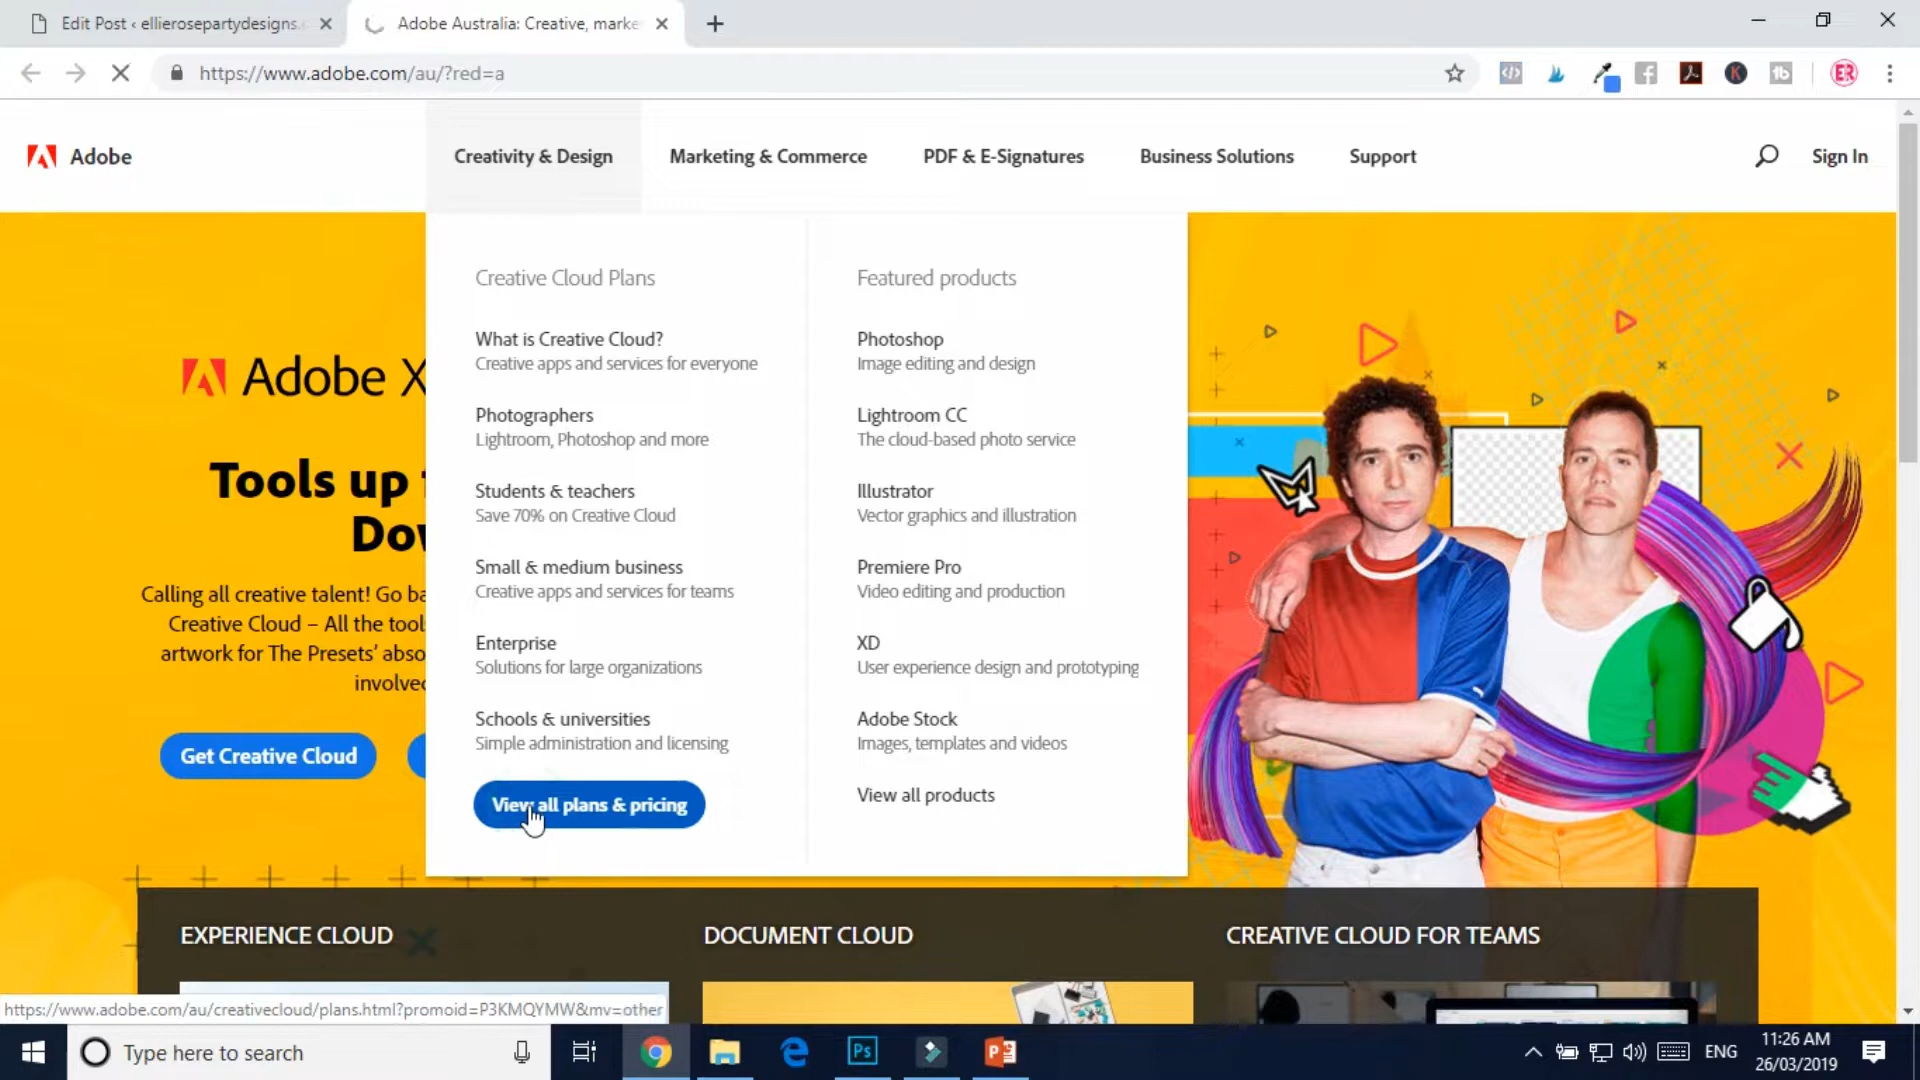 Edit Post ‹ ellierosepartydesigns.
Adobe Australia: Creative, marke
https://www.adobe.com/au/?red=a
Adobe
Creativity & Design
Marketing & Commerce
PDF & E-Signatures
Business Solutions
Support
Sign In
Adobe X
Tools up
Dow
Calling all creative talent! Go ba
Creative Cloud – All the tool
artwork for The Presets' abso
involved
Get Creative Cloud
Creative Cloud Plans
What is Creative Cloud?
Creative apps and services for everyone
Photographers
Lightroom, Photoshop and more
Students & teachers
Save 70% on Creative Cloud
Small & medium business
Creative apps and services for teams
Enterprise
Solutions for large organizations
Schools & universities
Simple administration and licensing
View all plans & pricing
Featured products
Photoshop
Image editing and design
Lightroom CC
The cloud-based photo service
Illustrator
Vector graphics and illustration
Premiere Pro
Video editing and production
XD
User experience design and prototyping
Adobe Stock
Images, templates and videos
View all products
EXPERIENCE CLOUD
DOCUMENT CLOUD
CREATIVE CLOUD FOR TEAMS
https://www.adobe.com/au/creativecloud/plans.html?promoid=P3KMQYMW&mv=other
Type here to search
Ps
ENG
11:26 AM
26/03/2019